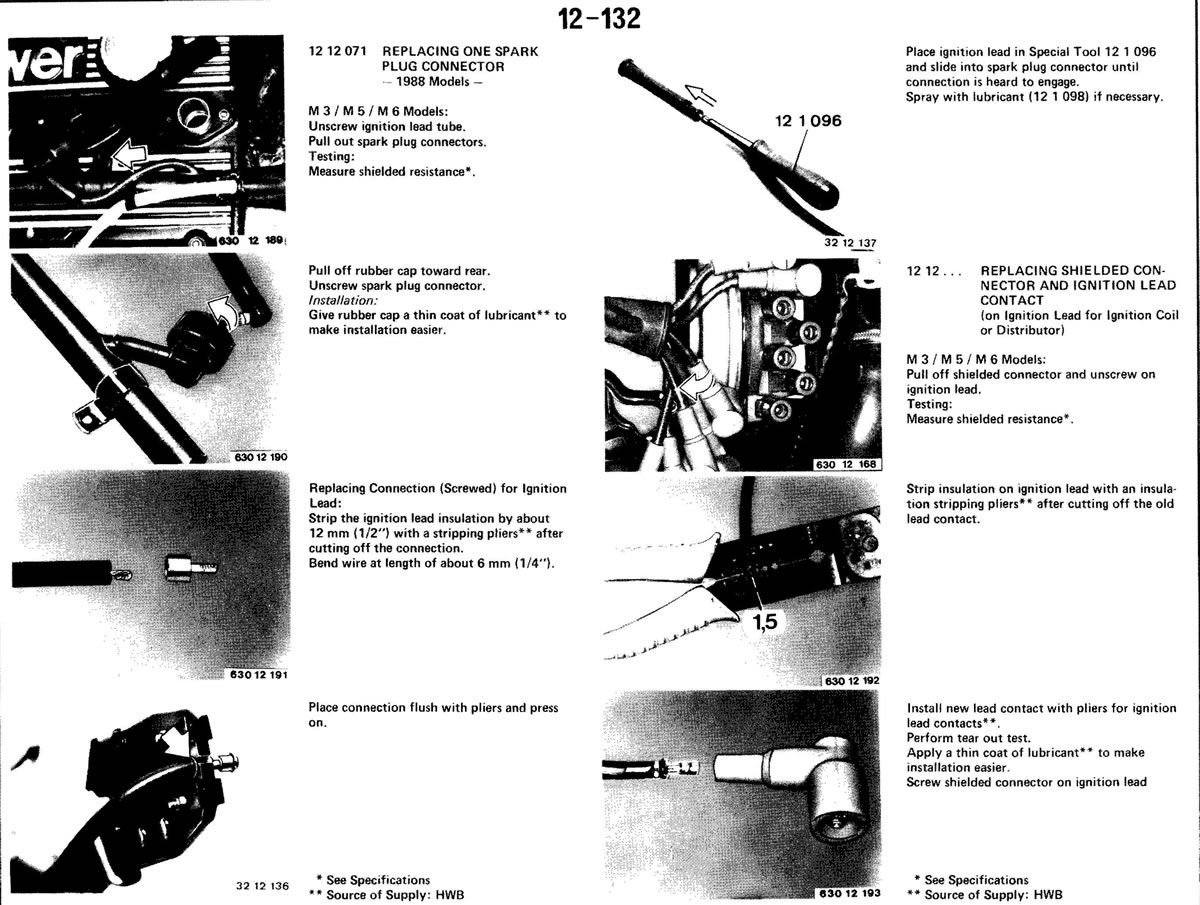 12-132
wer
630 12 189
12 12 071 REPLACING ONE SPARK
PLUG CONNECTOR
— 1988 Models —
M 3 / M 5 / M 6 Models:
Unscrew ignition lead tube.
Pull out spark plug connectors.
Testing:
Measure shielded resistance*.
630 12 190
Pull off rubber cap toward rear.
Unscrew spark plug connector.
Installation:
Give rubber cap a thin coat of lubricant** to
make installation easier.
630 12 191
Replacing Connection (Screwed) for Ignition
Lead:
Strip the ignition lead insulation by about
12 mm (1/2") with a stripping pliers** after
cutting off the connection.
Bend wire at length of about 6 mm (1/4").
32 12 136
Place connection flush with pliers and press
on.
* See Specifications
** Source of Supply: HWB
12 1 096
32 12 137
Place ignition lead in Special Tool 12 1 096
and slide into spark plug connector until
connection is heard to engage.
Spray with lubricant (12 1 098) if necessary.
630 12 168
12 12 . . . REPLACING SHIELDED CON-
NECTOR AND IGNITION LEAD
CONTACT
(on Ignition Lead for Ignition Coil
or Distributor)
M 3 / M 5 / M 6 Models:
Pull off shielded connector and unscrew on
ignition lead.
Testing:
Measure shielded resistance*.
1,5
630 12 192
Strip insulation on ignition lead with an insula-
tion stripping pliers** after cutting off the old
lead contact.
630 12 193
Install new lead contact with pliers for ignition
lead contacts**.
Perform tear out test.
Apply a thin coat of lubricant** to make
installation easier.
Screw shielded connector on ignition lead
* See Specifications
** Source of Supply: HWB